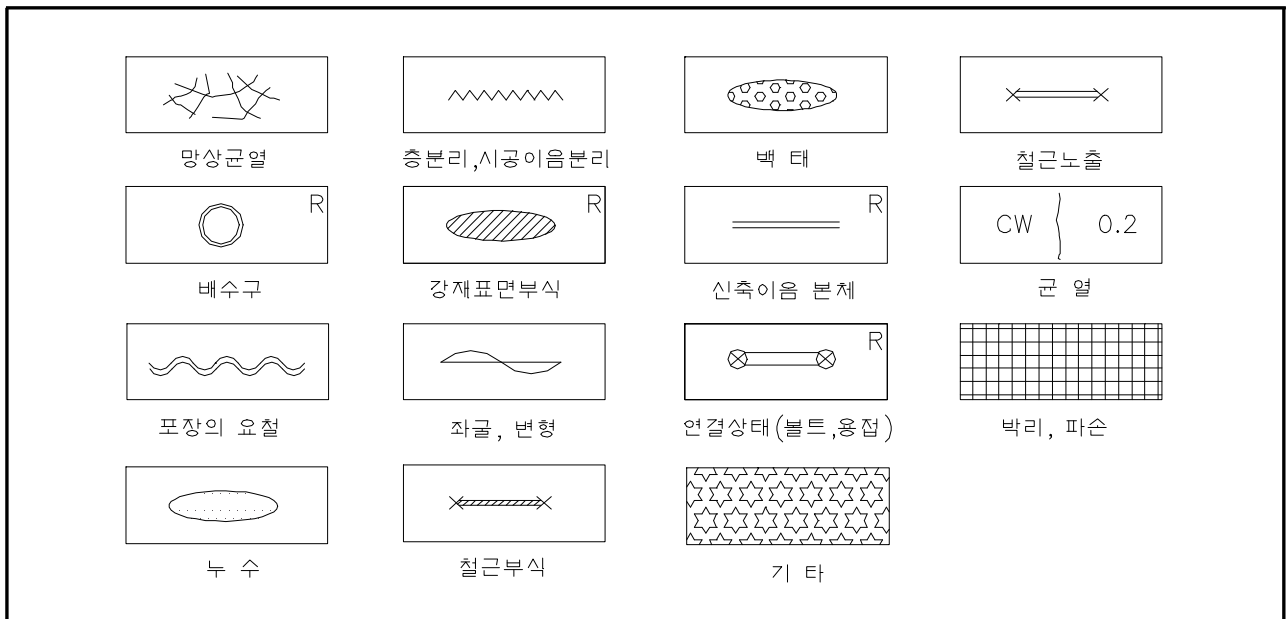 망상균열
층분리,시공이음분리
백 태
철근노출
R
R
R
CW 0.2
배수구
강재표면부식
신축이음 본체
균 열
R
포장의 요철
좌굴, 변형
연결상태(볼트,용접)
박리, 파손
누 수
철근부식
기 타